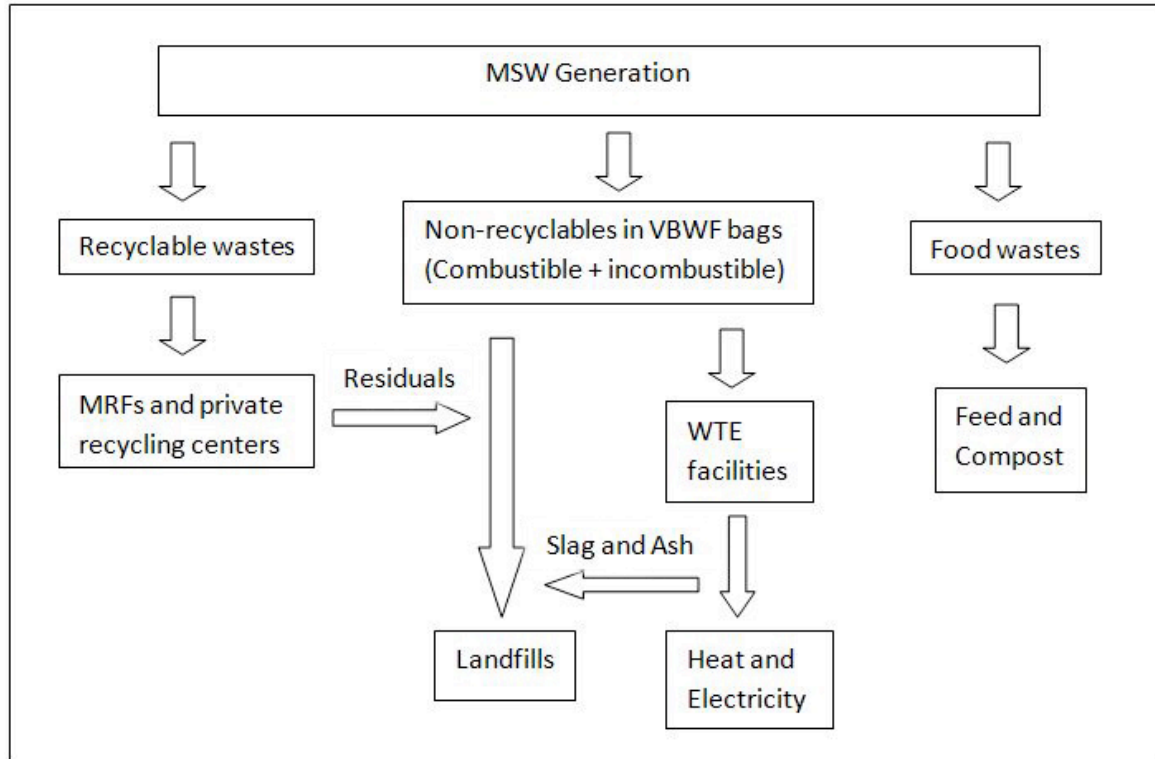 MSW Generation
Recyclable wastes
Non-recyclables in VBWF bags
(Combustible + incombustible)
Food wastes
MRFs and private
recycling centers
Residuals
WTE
facilities
Feed and
Compost
Slag and Ash
Landfills
Heat and
Electricity